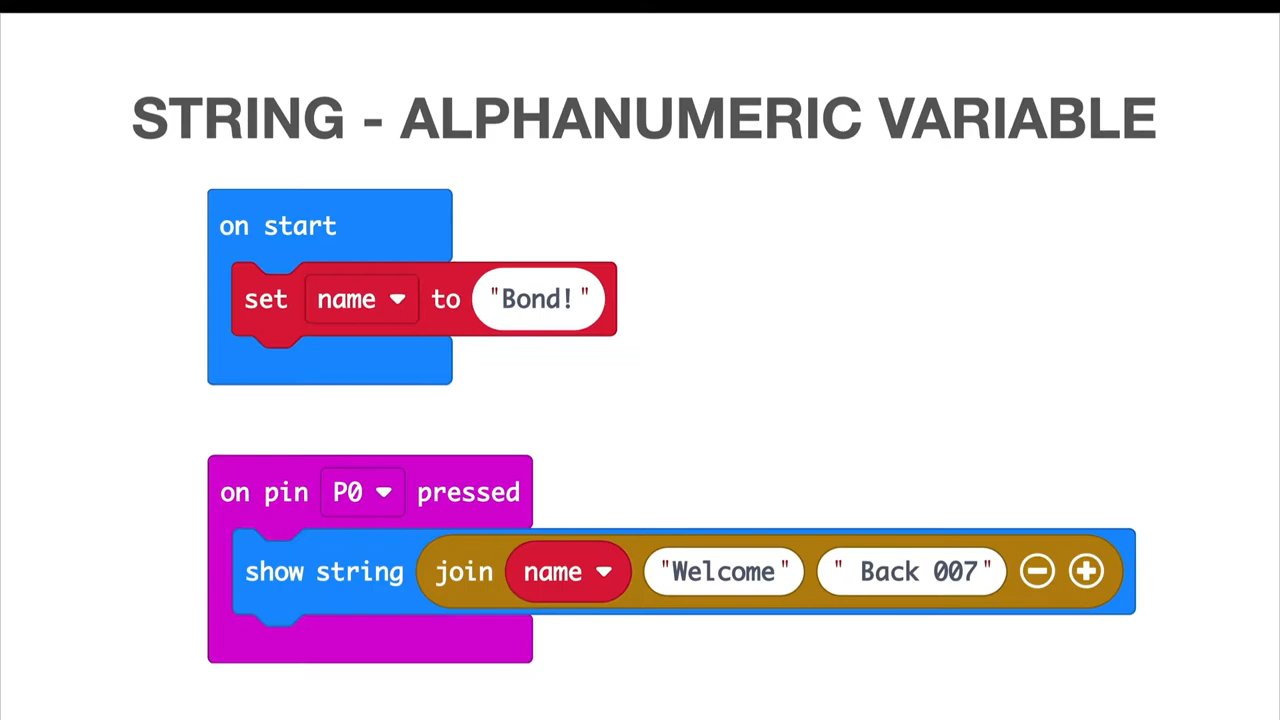 STRING - ALPHANUMERIC VARIABLE
on start
set name to "Bond!"
on pin P0 pressed
show string join name "Welcome" " Back 007"